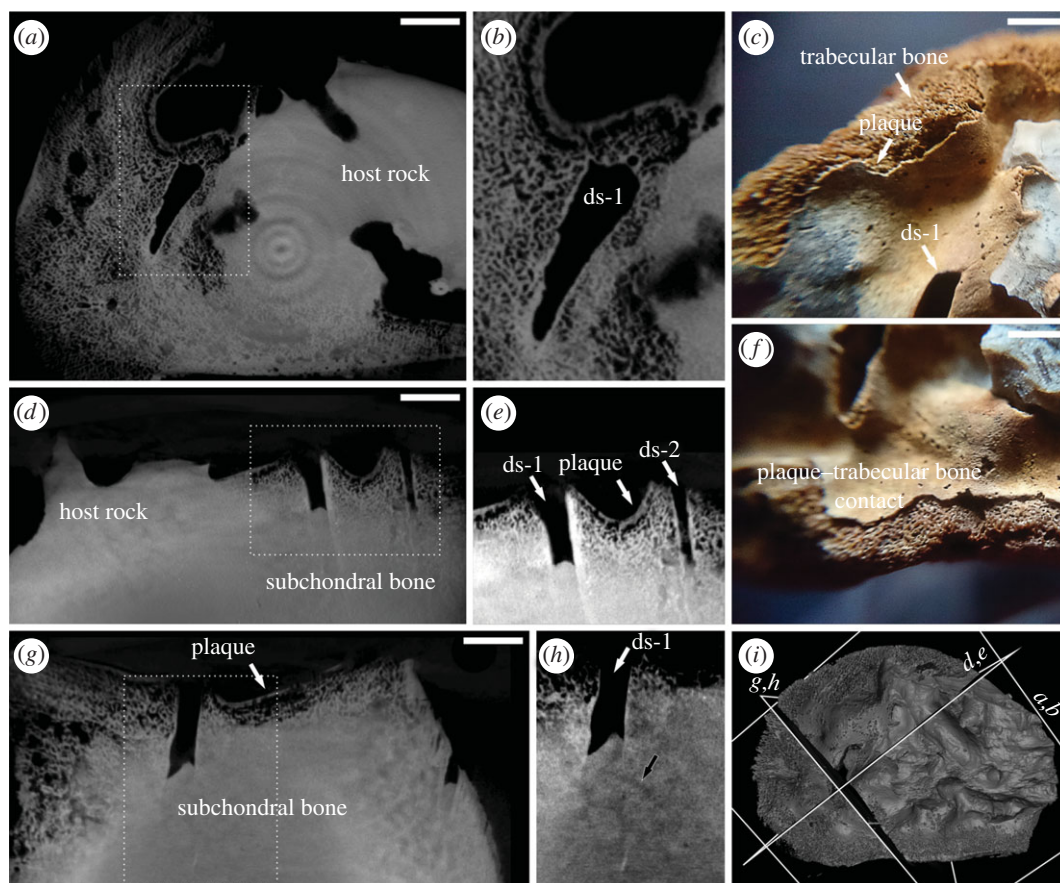 (a)
host rock
(b)
ds-1
(c)
trabecular bone
plaque
ds-1
(d)
host rock
subchondral bone
(e)
ds-1
plaque
ds-2
(f)
plaque–trabecular bone
contact
(g)
plaque
subchondral bone
(h)
ds-1
(i)
g,h
d,e
a,b